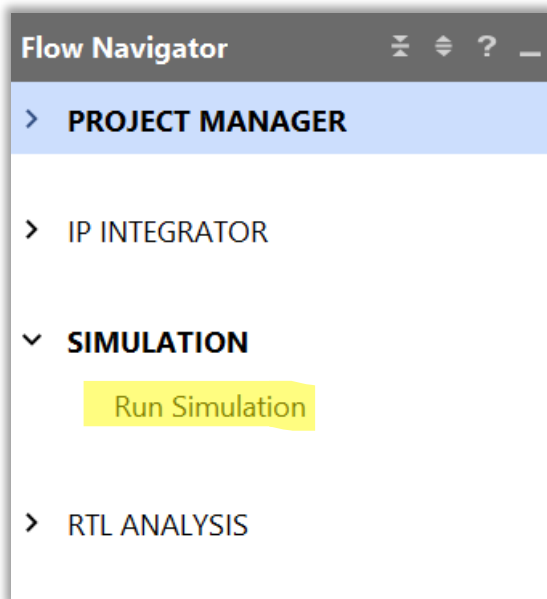 Flow Navigator ?
PROJECT MANAGER
IP INTEGRATOR
SIMULATION
Run Simulation
RTL ANALYSIS